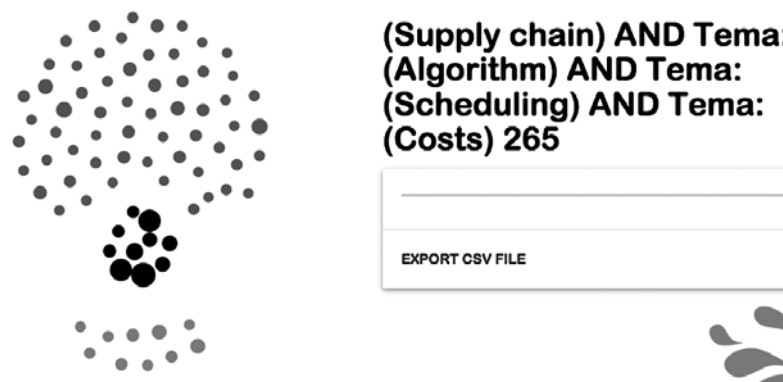 (Supply chain) AND Tema:
(Algorithm) AND Tema:
(Scheduling) AND Tema:
(Costs) 265
EXPORT CSV FILE